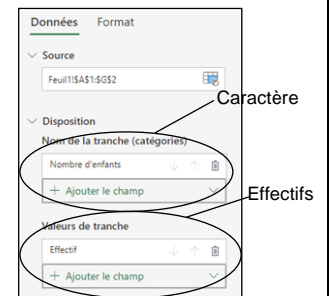 Données Format
Source
Feuil1!$A$1:$G$2
Caractère
Disposition
Nom de la tranche (catégories)
Nombre d'enfants
+ Ajouter le champ
Effectifs
Valeurs de tranche
Effectif
+ Ajouter le champ